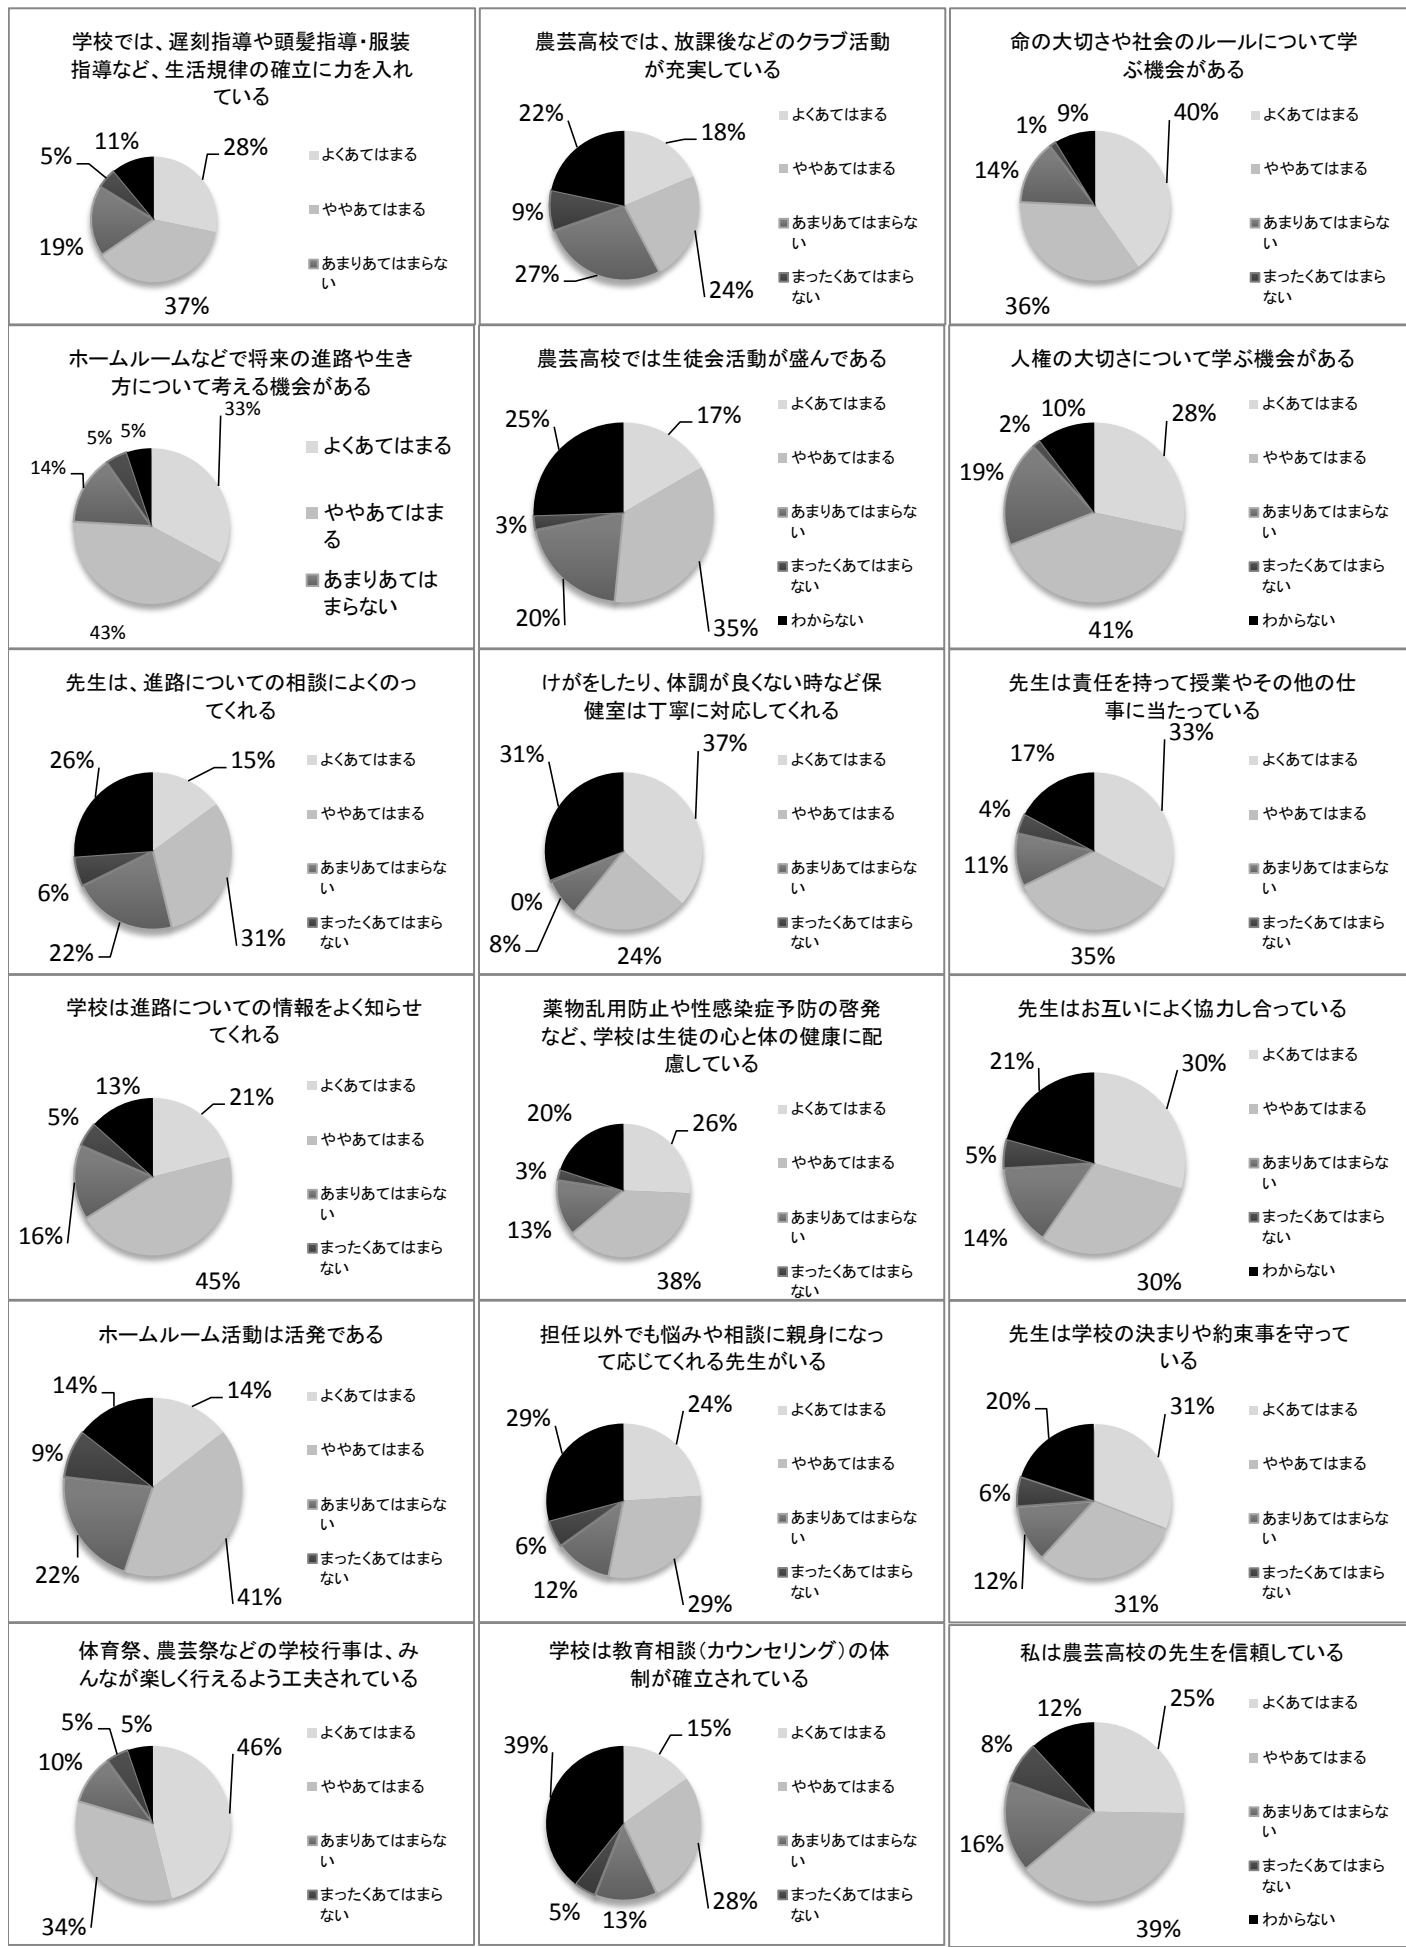 学校では、遅刻指導や頭髪指導・服装
指導など、生活規律の確立に力を入れ
ている
11%
5%
28%
19%
37%
よくあてはまる
ややあてはまる
あまりあてはまらな
い
農芸高校では、放課後などのクラブ活動
が充実している
22%
18%
9%
27%
24%
よくあてはまる
ややあてはまる
あまりあてはまらな
い
まったくあてはまら
ない
命の大切さや社会のルールについて学
ぶ機会がある
1%
9%
40%
14%
36%
よくあてはまる
ややあてはまる
あまりあてはまらな
い
まったくあてはまら
ない
ホームルームなどで将来の進路や生き
方について考える機会がある
33%
5%
5%
14%
43%
よくあてはまる
ややあてはま
る
あまりあては
まらない
農芸高校では生徒会活動が盛んである
25%
17%
3%
20%
35%
よくあてはまる
ややあてはまる
あまりあてはまらな
い
まったくあてはまら
ない
わからない
人権の大切さについて学ぶ機会がある
2%
10%
28%
19%
41%
よくあてはまる
ややあてはまる
あまりあてはまらな
い
まったくあてはまら
ない
わからない
先生は、進路についての相談によくのっ
てくれる
26%
15%
6%
22%
31%
よくあてはまる
ややあてはまる
あまりあてはまらな
い
まったくあてはまら
ない
けがをしたり、体調が良くない時など保
健室は丁寧に対応してくれる
31%
37%
0%
8%
24%
よくあてはまる
ややあてはまる
あまりあてはまらな
い
まったくあてはまら
ない
先生は責任を持って授業やその他の仕
事に当たっている
17%
33%
4%
11%
35%
よくあてはまる
ややあてはまる
あまりあてはまらな
い
まったくあてはまら
ない
学校は進路についての情報をよく知らせ
てくれる
13%
21%
5%
16%
45%
よくあてはまる
ややあてはまる
あまりあてはまらな
い
まったくあてはまら
ない
薬物乱用防止や性感染症予防の啓発
など、学校は生徒の心と体の健康に配
慮している
20%
26%
3%
13%
38%
よくあてはまる
ややあてはまる
あまりあてはまらな
い
まったくあてはまら
ない
先生はお互いによく協力し合っている
21%
30%
5%
14%
30%
よくあてはまる
ややあてはまる
あまりあてはまらな
い
まったくあてはまら
ない
わからない
ホームルーム活動は活発である
14%
14%
9%
22%
41%
よくあてはまる
ややあてはまる
あまりあてはまらな
い
まったくあてはまら
ない
担任以外でも悩みや相談に親身になっ
て応じてくれる先生がいる
29%
24%
6%
12%
29%
よくあてはまる
ややあてはまる
あまりあてはまらな
い
まったくあてはまら
ない
先生は学校の決まりや約束事を守って
いる
20%
31%
6%
12%
31%
よくあてはまる
ややあてはまる
あまりあてはまらな
い
まったくあてはまら
ない
体育祭、農芸祭などの学校行事は、み
んなが楽しく行えるよう工夫されている
5%
5%
46%
10%
34%
よくあてはまる
ややあてはまる
あまりあてはまらな
い
まったくあてはまら
ない
学校は教育相談（カウンセリング）の体
制が確立されている
39%
15%
5%
13%
28%
よくあてはまる
ややあてはまる
あまりあてはまらな
い
まったくあてはまら
ない
私は農芸高校の先生を信頼している
12%
25%
8%
16%
39%
よくあてはまる
ややあてはまる
あまりあてはまらな
い
まったくあてはまら
ない
わからない